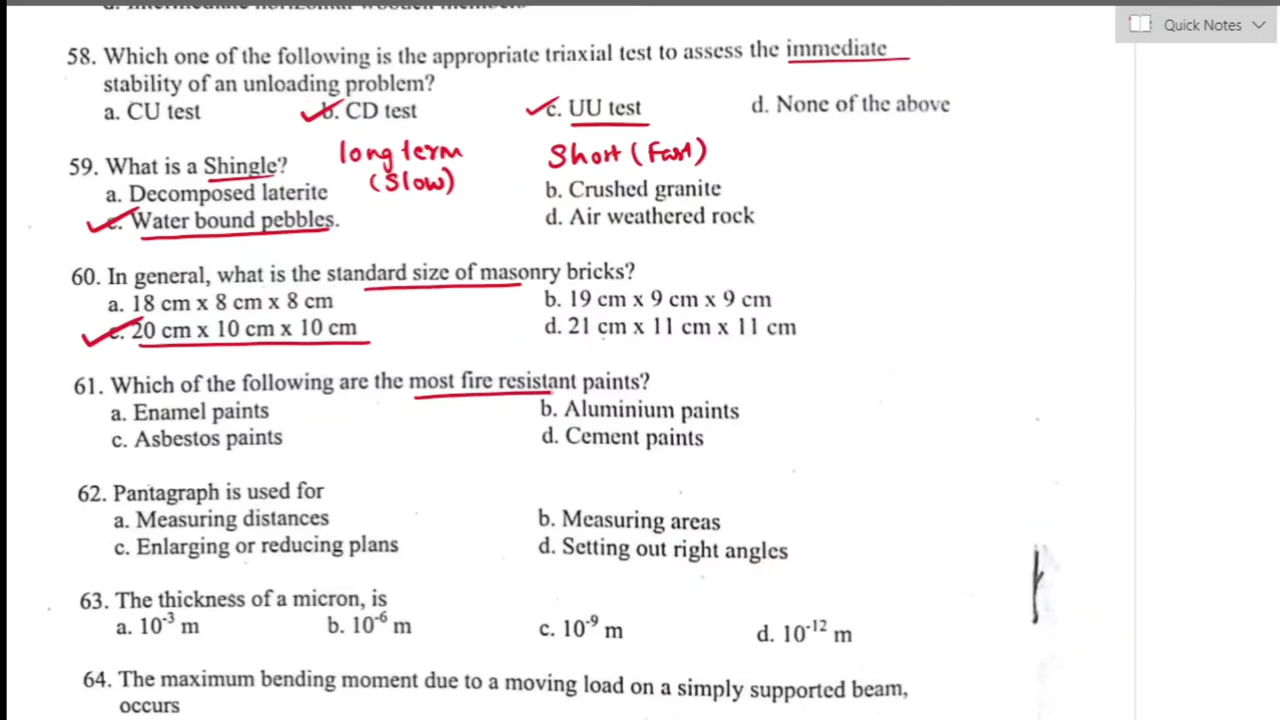 Quick Notes
58. Which one of the following is the appropriate triaxial test to assess the immediate
stability of an unloading problem?
a. CU test b. CD test c. UU test d. None of the above
long term Short (Fast)
(Slow)
59. What is a Shingle?
a. Decomposed laterite b. Crushed granite
c. Water bound pebbles. d. Air weathered rock
60. In general, what is the standard size of masonry bricks?
a. 18 cm x 8 cm x 8 cm b. 19 cm x 9 cm x 9 cm
c. 20 cm x 10 cm x 10 cm d. 21 cm x 11 cm x 11 cm
61. Which of the following are the most fire resistant paints?
a. Enamel paints b. Aluminium paints
c. Asbestos paints d. Cement paints
62. Pantagraph is used for
a. Measuring distances b. Measuring areas
c. Enlarging or reducing plans d. Setting out right angles
63. The thickness of a micron, is
a. 10⁻³ m b. 10⁻⁶ m c. 10⁻⁹ m d. 10⁻¹² m
64. The maximum bending moment due to a moving load on a simply supported beam,
occurs